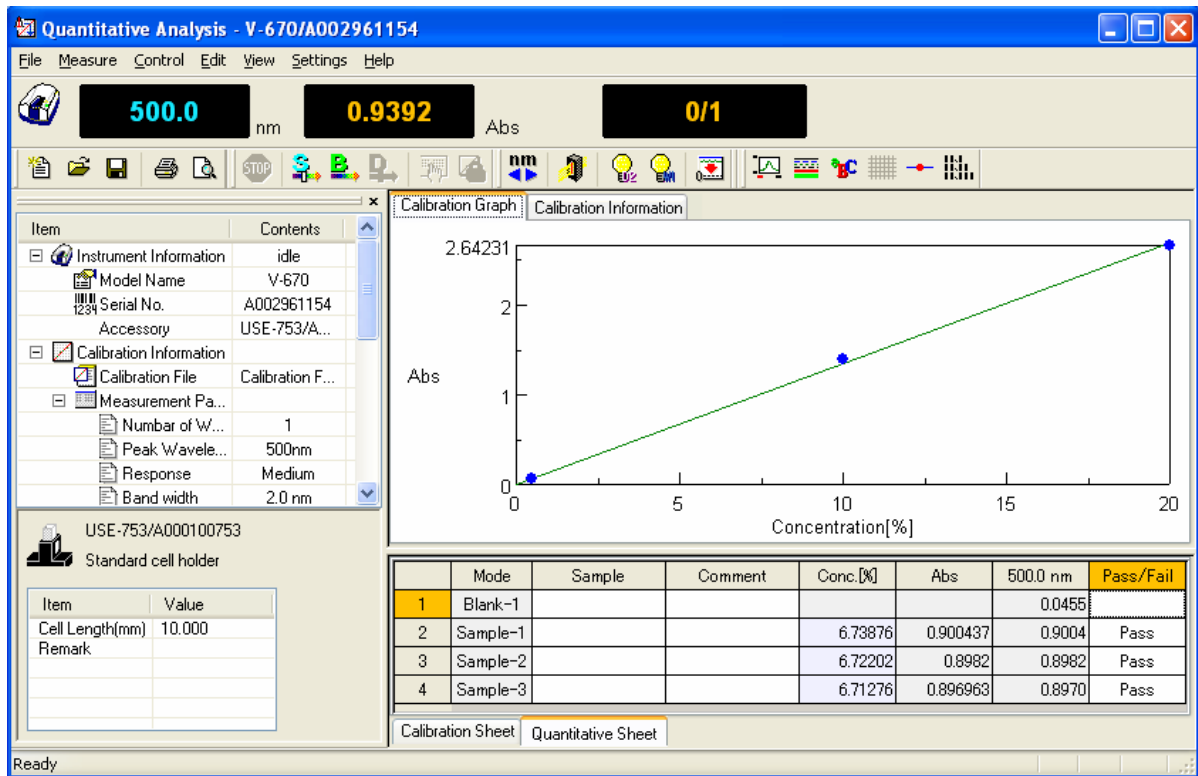 Quantitative Analysis - V-670/A002961154
File Measure Control Edit View Settings Help
500.0 nm 0.9392 Abs 0/1
STOP S B D nm EU2 BC
Item Contents
Instrument Information idle
Model Name V-670
1234 Serial No. A002961154
Accessory USE-753/A...
Calibration Information
Calibration File Calibration F...
Measurement Pa...
Numbar of W... 1
Peak Wavele... 500nm
Response Medium
Band width 2.0 nm
USE-753/A000100753
Standard cell holder
Item Value
Cell Length(mm) 10.000
Remark
Calibration Graph Calibration Information
2.64231
2
Abs
1
0
0 5 10 15 20
Concentration[%]
Mode Sample Comment Conc.[%] Abs 500.0 nm Pass/Fail
1 Blank-1 0.0455
2 Sample-1 6.73876 0.900437 0.9004 Pass
3 Sample-2 6.72202 0.8982 0.8982 Pass
4 Sample-3 6.71276 0.896963 0.8970 Pass
Calibration Sheet Quantitative Sheet
Ready